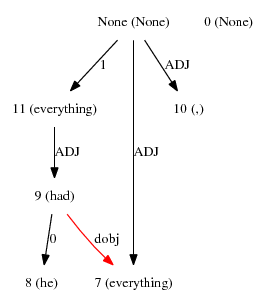 None (None) 0 (None)
1 ADJ
11 (everything) 10 (,)
ADJ ADJ
9 (had)
0 dobj
8 (he) 7 (everything)